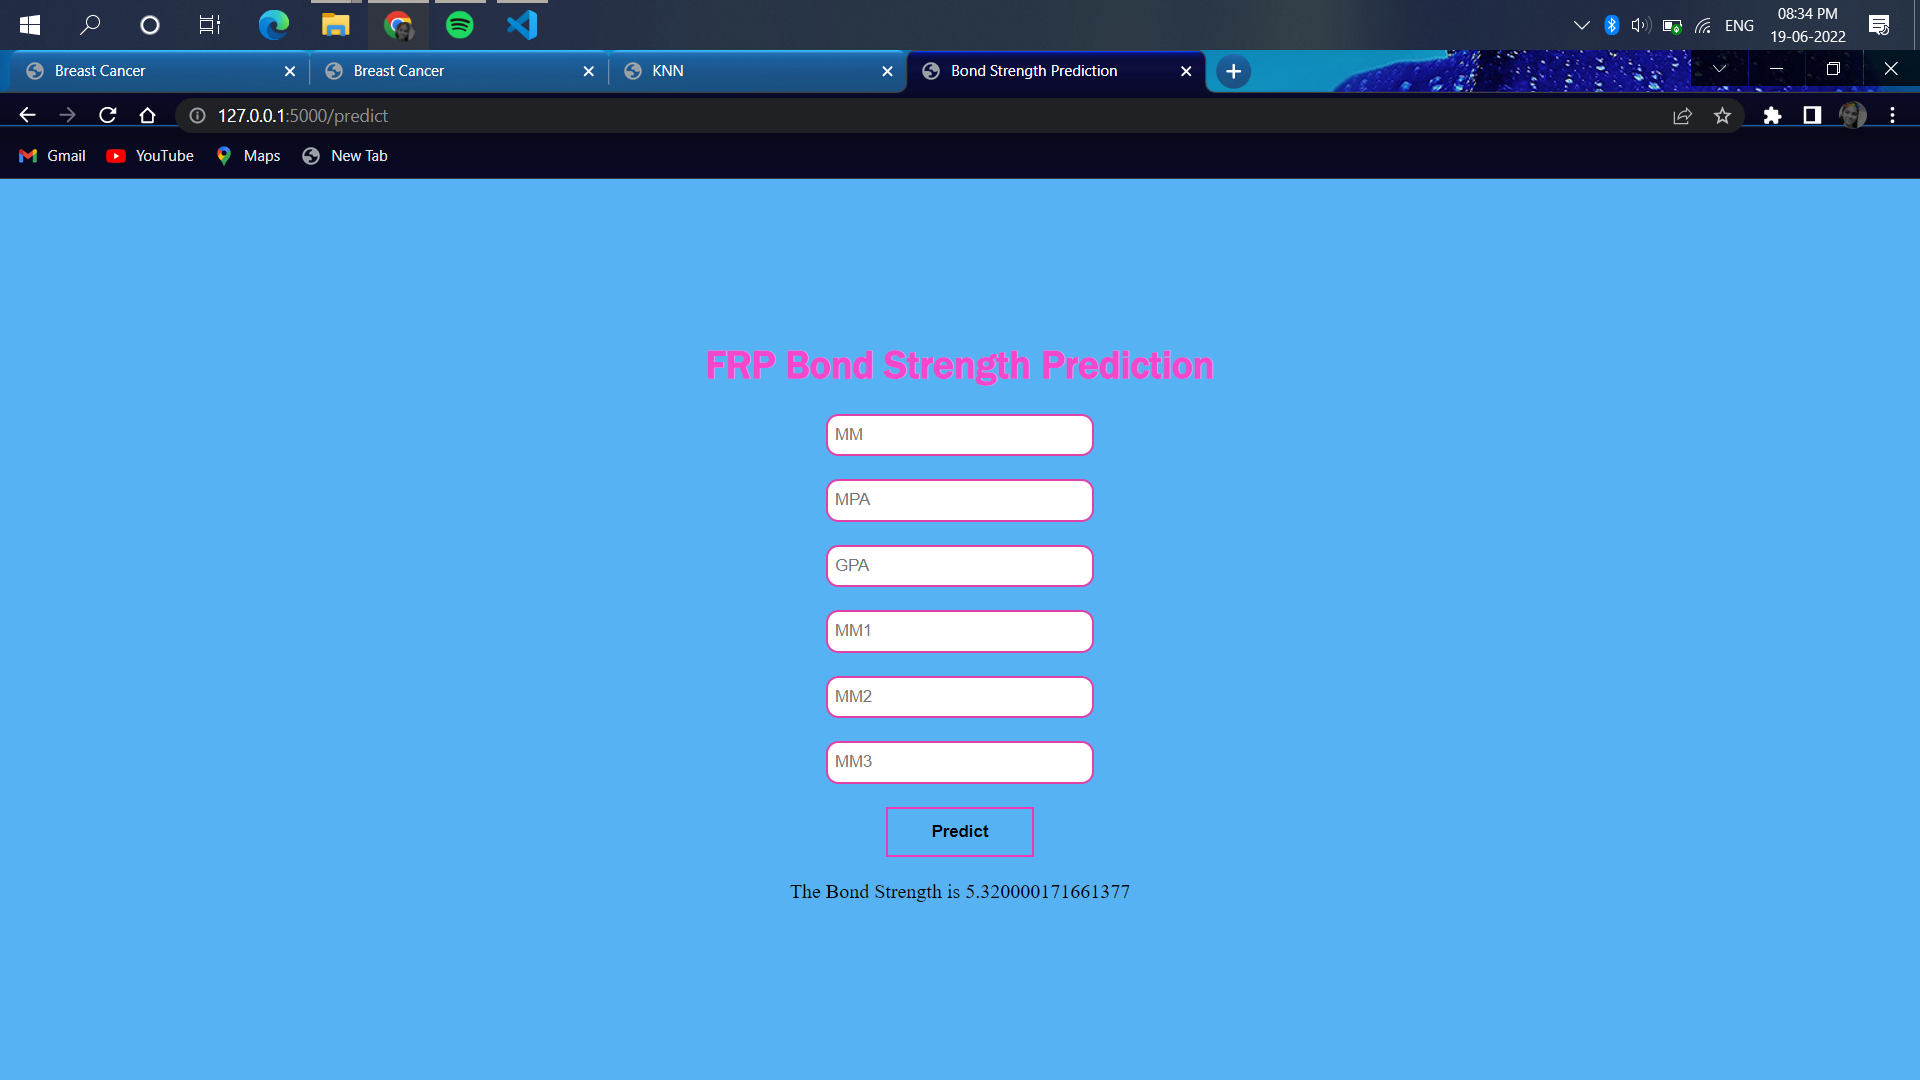 08:34 PM
ENG
19-06-2022
Breast Cancer
Breast Cancer
KNN
Bond Strength Prediction
127.0.0.1:5000/predict
Gmail
YouTube
Maps
New Tab
FRP Bond Strength Prediction
MM
MPA
GPA
MM1
MM2
MM3
Predict
The Bond Strength is 5.320000171661377